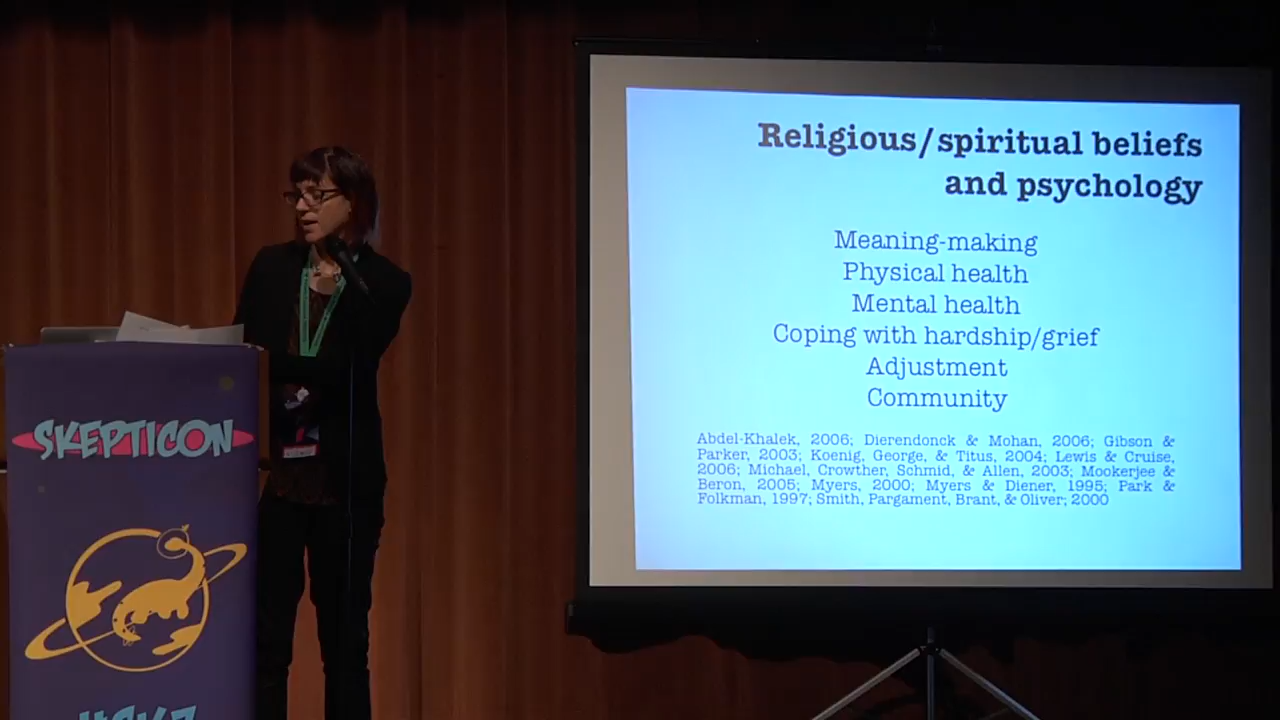 Religious/spiritual beliefs
and psychology
Meaning-making
Physical health
Mental health
Coping with hardship/grief
Adjustment
Community
Abdel-Khalek, 2006; Dierendonck & Mohan, 2006; Gibson &
Parker, 2003; Koenig, George, & Titus, 2004; Lewis & Cruise,
2006; Michael, Crowther, Schmid, & Allen, 2003; Mookerjee &
Beron, 2005; Myers, 2000; Myers & Diener, 1995; Park &
Folkman, 1997; Smith, Pargament, Brant, & Oliver; 2000
SKEPTICON